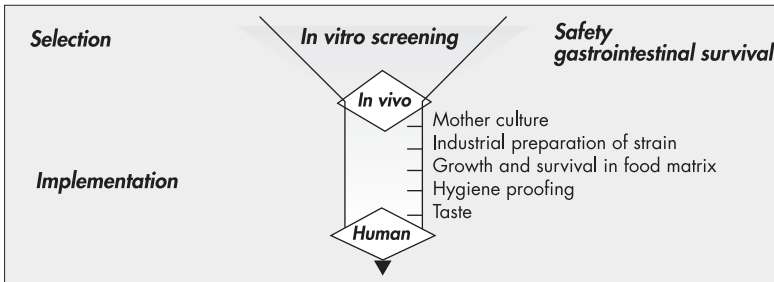 Selection
In vitro screening
Safety
gastrointestinal survival
In vivo
Mother culture
Industrial preparation of strain
Growth and survival in food matrix
Implementation
Hygiene proofing
Taste
Human